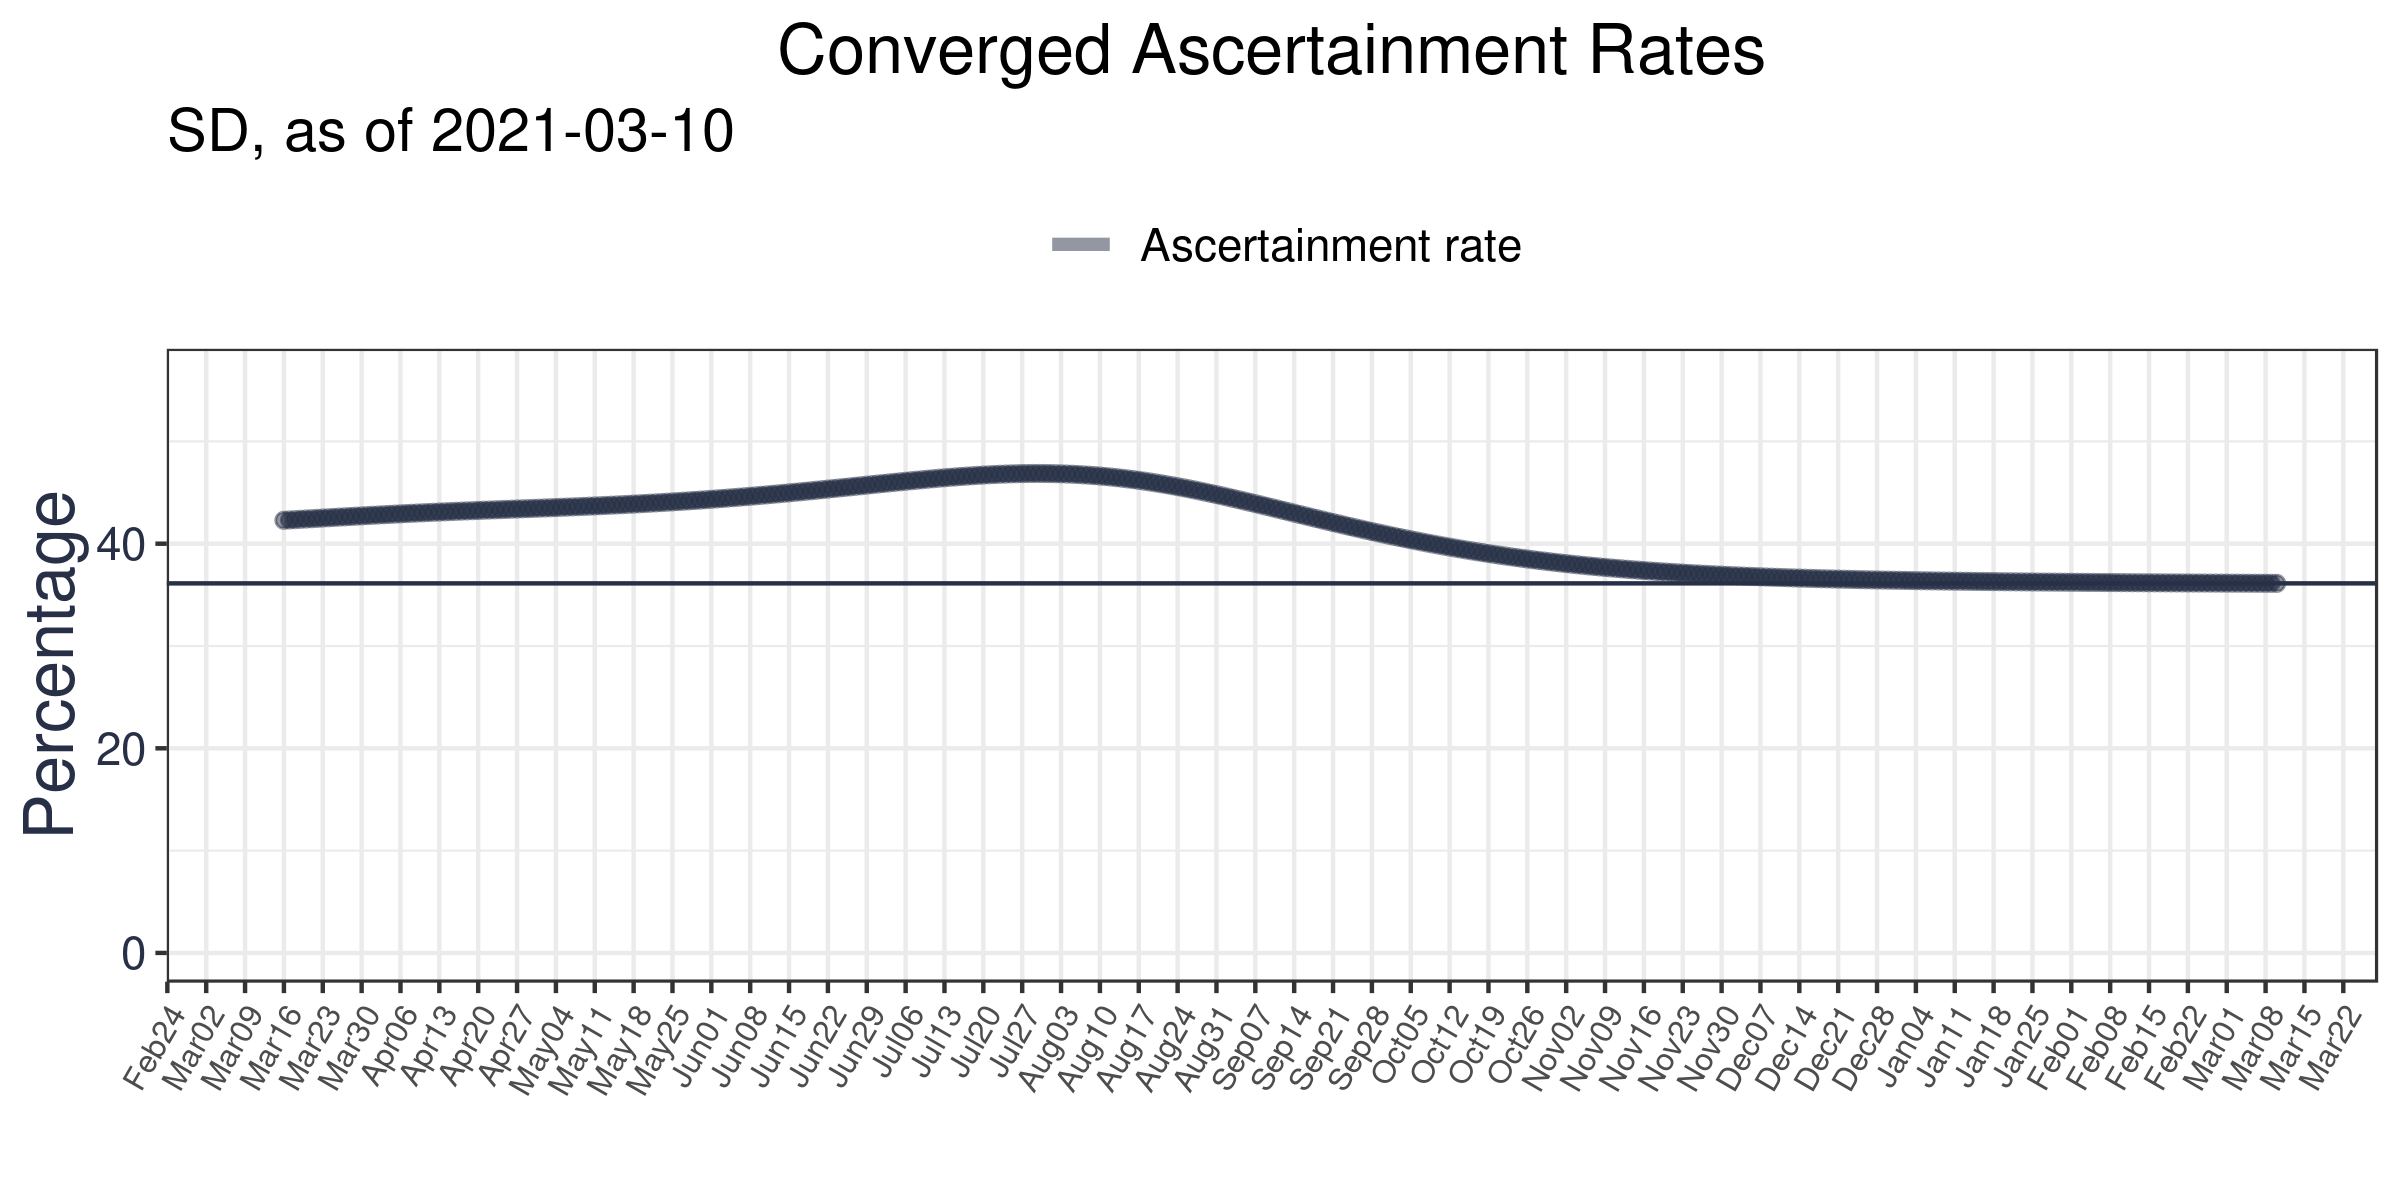 Converged Ascertainment Rates
SD, as of 2021-03-10
Ascertainment rate
Percentage
40
20
0
Feb24
Mar02
Mar09
Mar16
Mar23
Mar30
Apr06
Apr13
Apr20
Apr27
May04
May11
May18
May25
Jun01
Jun08
Jun15
Jun22
Jun29
Jul06
Jul13
Jul20
Jul27
Aug03
Aug10
Aug17
Aug24
Aug31
Sep07
Sep14
Sep21
Sep28
Oct05
Oct12
Oct19
Oct26
Nov02
Nov09
Nov16
Nov23
Nov30
Dec07
Dec14
Dec21
Dec28
Jan04
Jan11
Jan18
Jan25
Feb01
Feb08
Feb15
Feb22
Mar01
Mar08
Mar15
Mar22